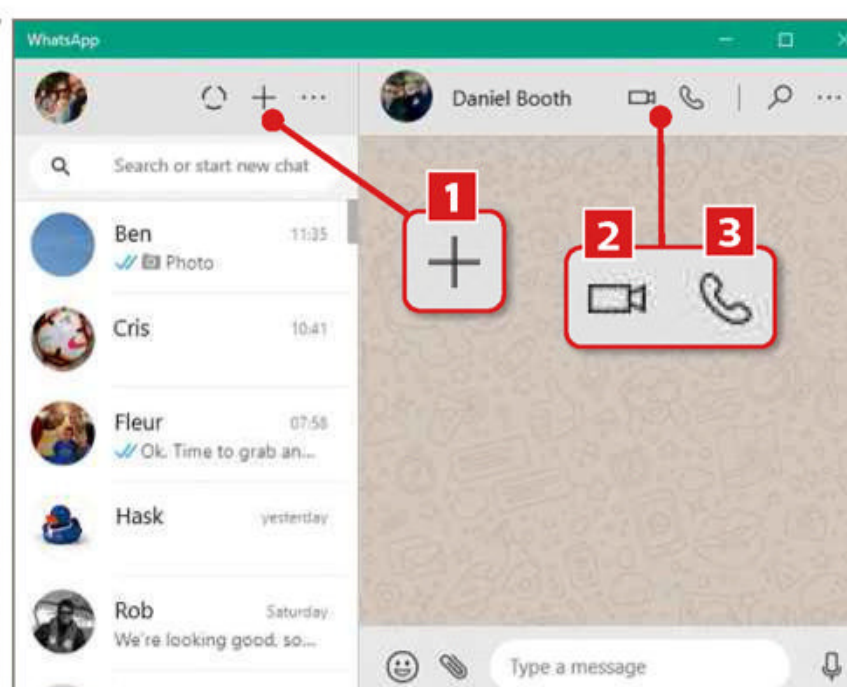 WhatsApp
Daniel Booth
Search or start new chat
1
2 3
Ben 11:35
Photo
Cris 10:41
Fleur 07:58
Ok. Time to grab an...
Hask yesterday
Rob Saturday
We're looking good, so...
Type a message